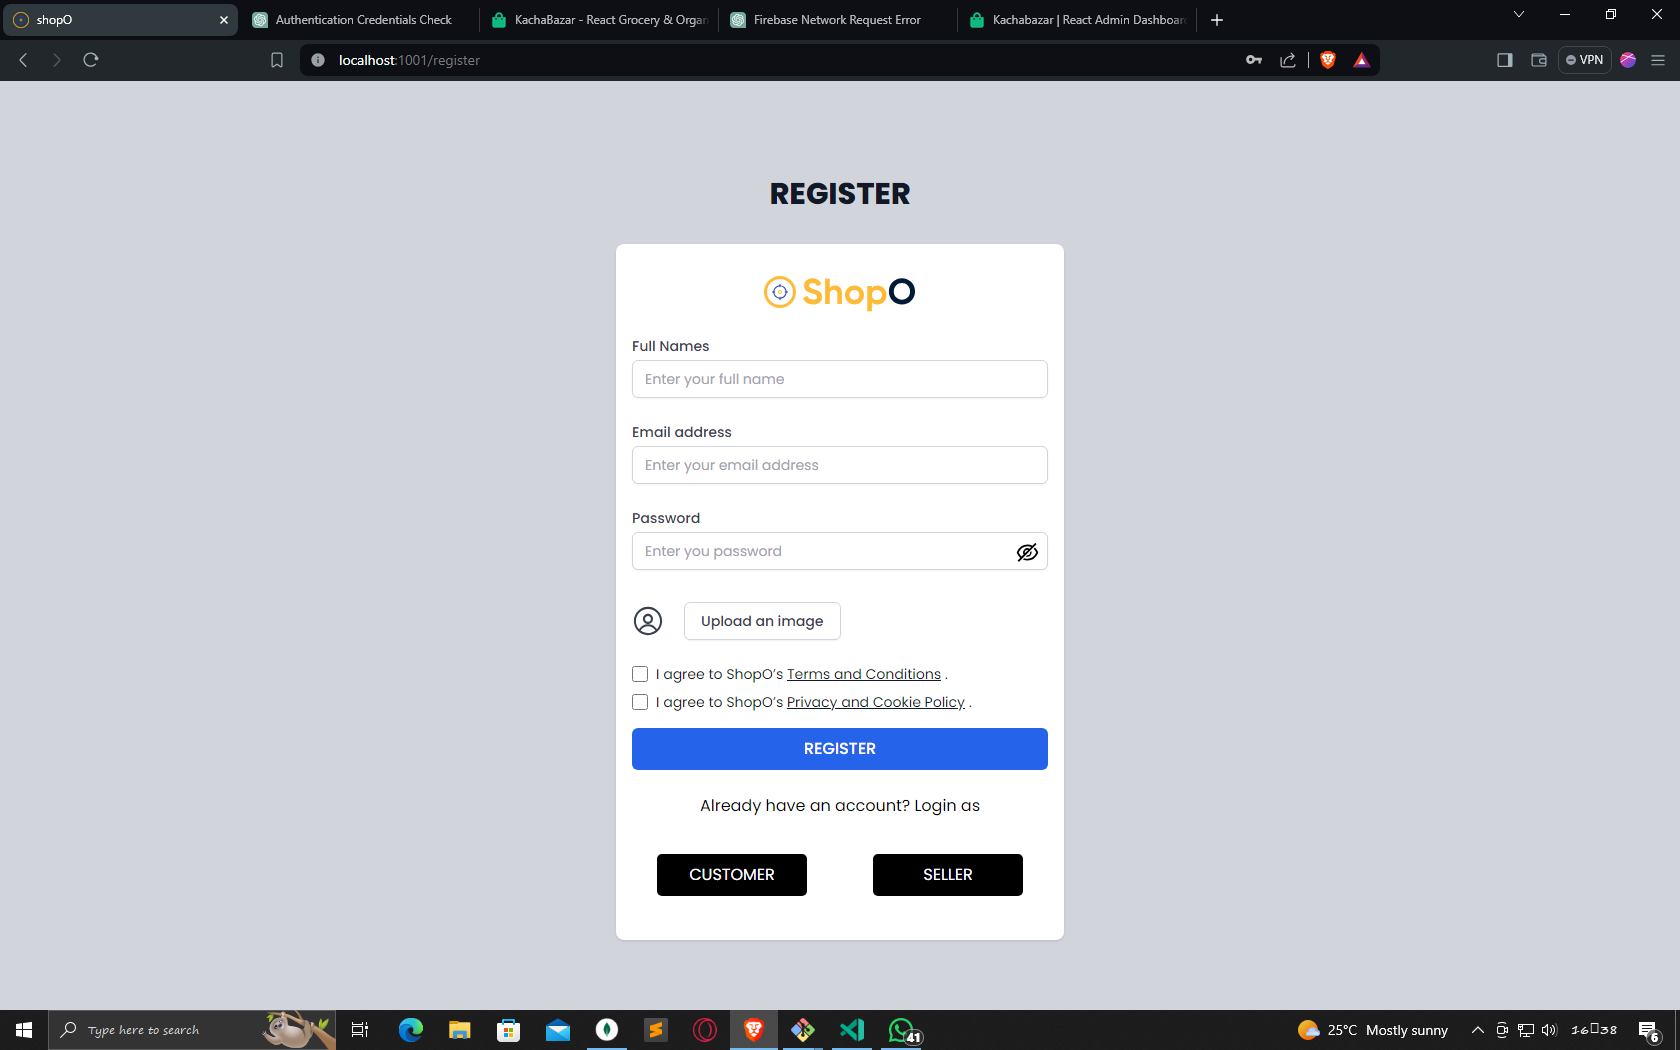 shopO
Authentication Credentials Check
KachaBazar - React Grocery & Organ
Firebase Network Request Error
Kachabazar | React Admin Dashboard
localhost:1001/register
VPN
REGISTER
ShopO
Full Names
Enter your full name
Email address
Enter your email address
Password
Enter you password
Upload an image
I agree to ShopO’s Terms and Conditions .
I agree to ShopO’s Privacy and Cookie Policy .
REGISTER
Already have an account? Login as
CUSTOMER SELLER
Type here to search
41
25°C Mostly sunny
16▯38
6